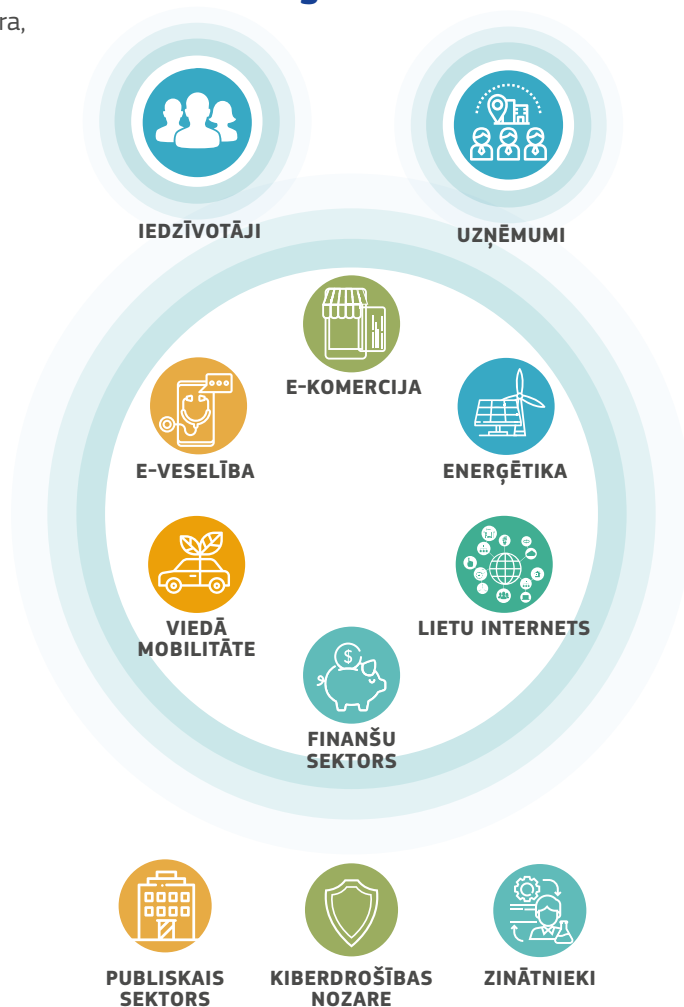 ra,
IEDZĪVOTĀJI
UZŅĒMUMI
E-KOMERCIJA
E-VESELĪBA
ENERĢĒTIKA
VIEDĀ
MOBILITĀTE
LIETU INTERNETS
FINANŠU
SEKTORS
PUBLISKAIS
SEKTORS
KIBERDROŠĪBAS
NOZARE
ZINĀTNIEKI